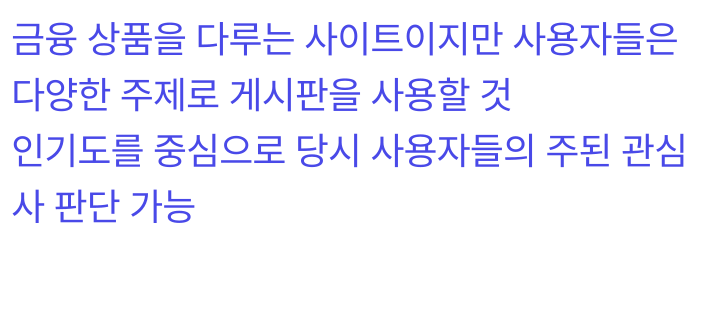 금융 상품을 다루는 사이트이지만 사용자들은
다양한 주제로 게시판을 사용할 것
인기도를 중심으로 당시 사용자들의 주된 관심
사 판단 가능